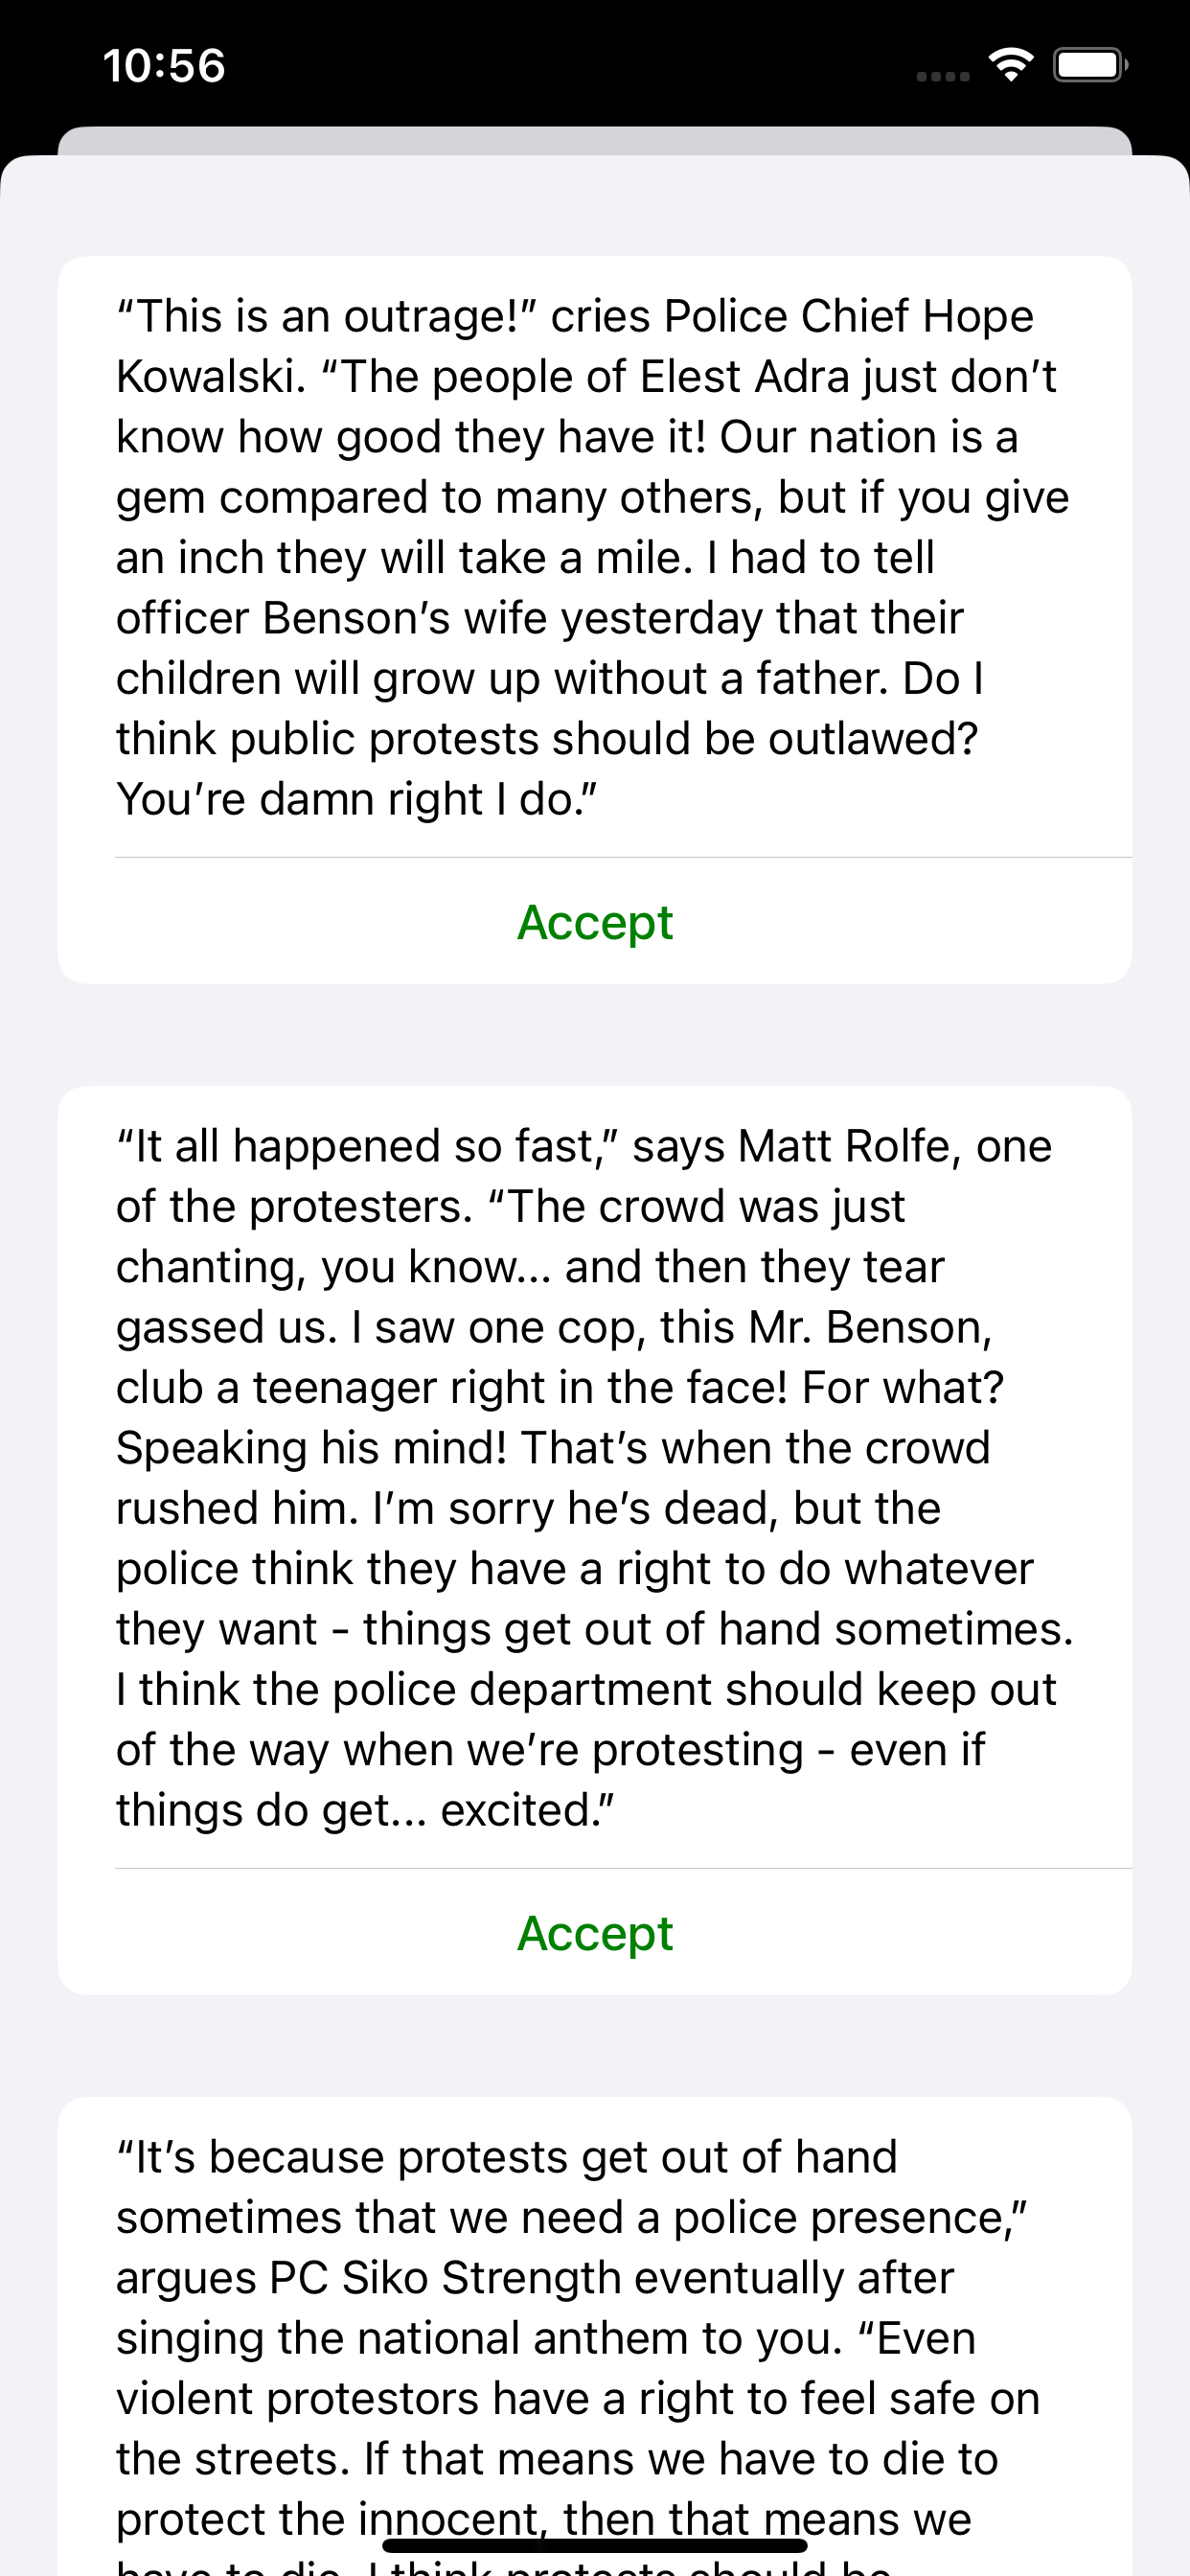 10:56
“This is an outrage!” cries Police Chief Hope
Kowalski. “The people of Elest Adra just don’t
know how good they have it! Our nation is a
gem compared to many others, but if you give
an inch they will take a mile. I had to tell
officer Benson’s wife yesterday that their
children will grow up without a father. Do I
think public protests should be outlawed?
You’re damn right I do.”
Accept
“It all happened so fast,” says Matt Rolfe, one
of the protesters. “The crowd was just
chanting, you know... and then they tear
gassed us. I saw one cop, this Mr. Benson,
club a teenager right in the face! For what?
Speaking his mind! That’s when the crowd
rushed him. I’m sorry he’s dead, but the
police think they have a right to do whatever
they want - things get out of hand sometimes.
I think the police department should keep out
of the way when we’re protesting - even if
things do get... excited.”
Accept
“It’s because protests get out of hand
sometimes that we need a police presence,”
argues PC Siko Strength eventually after
singing the national anthem to you. “Even
violent protestors have a right to feel safe on
the streets. If that means we have to die to
protect the innocent, then that means we
have to die. I think protests should be